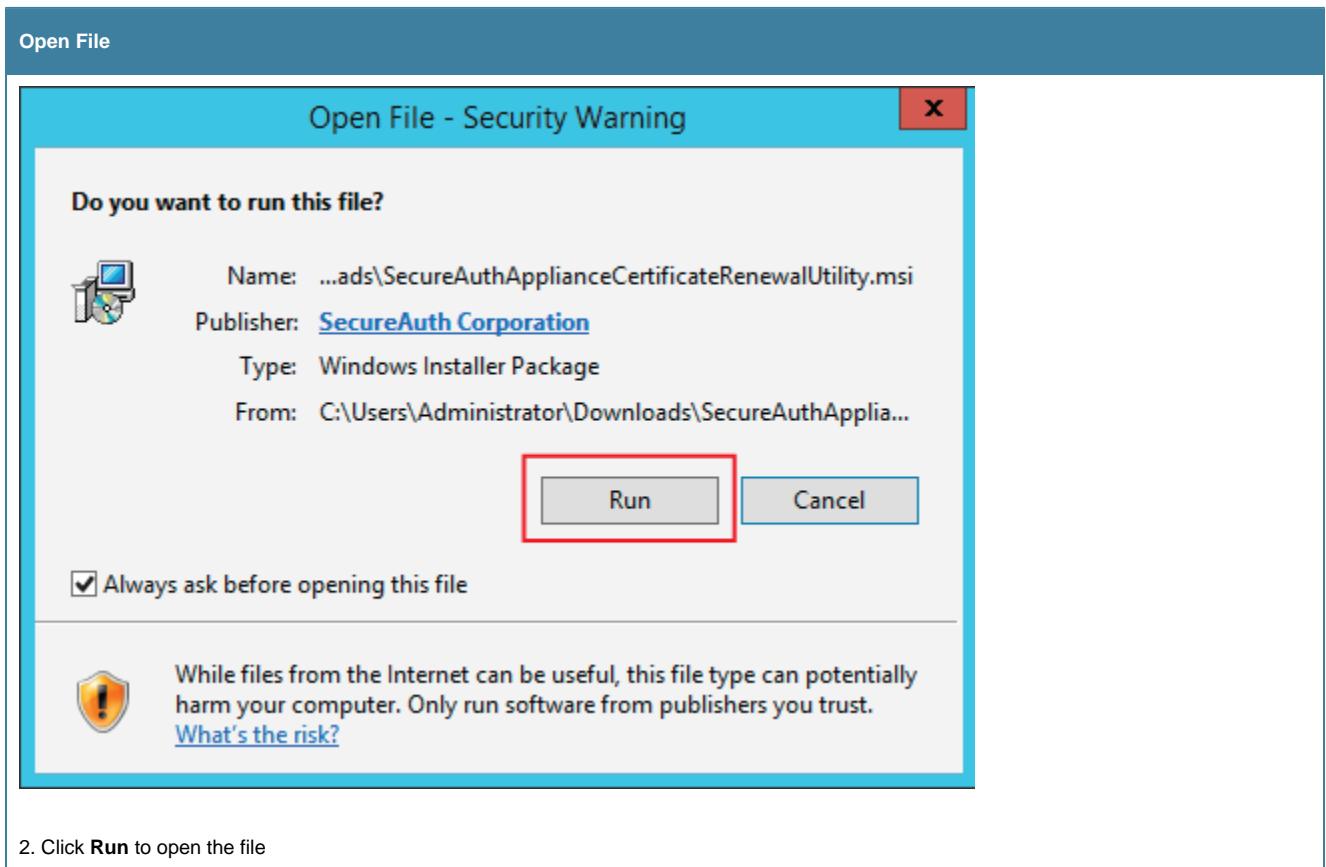 Open File
Open File - Security Warning
x
Do you want to run this file?
Name: ...ads\SecureAuthApplianceCertificateRenewalUtility.msi
Publisher: SecureAuth Corporation
Type: Windows Installer Package
From: C:\Users\Administrator\Downloads\SecureAuthApplia...
Run Cancel
Always ask before opening this file
While files from the Internet can be useful, this file type can potentially
harm your computer. Only run software from publishers you trust.
What's the risk?
2. Click Run to open the file